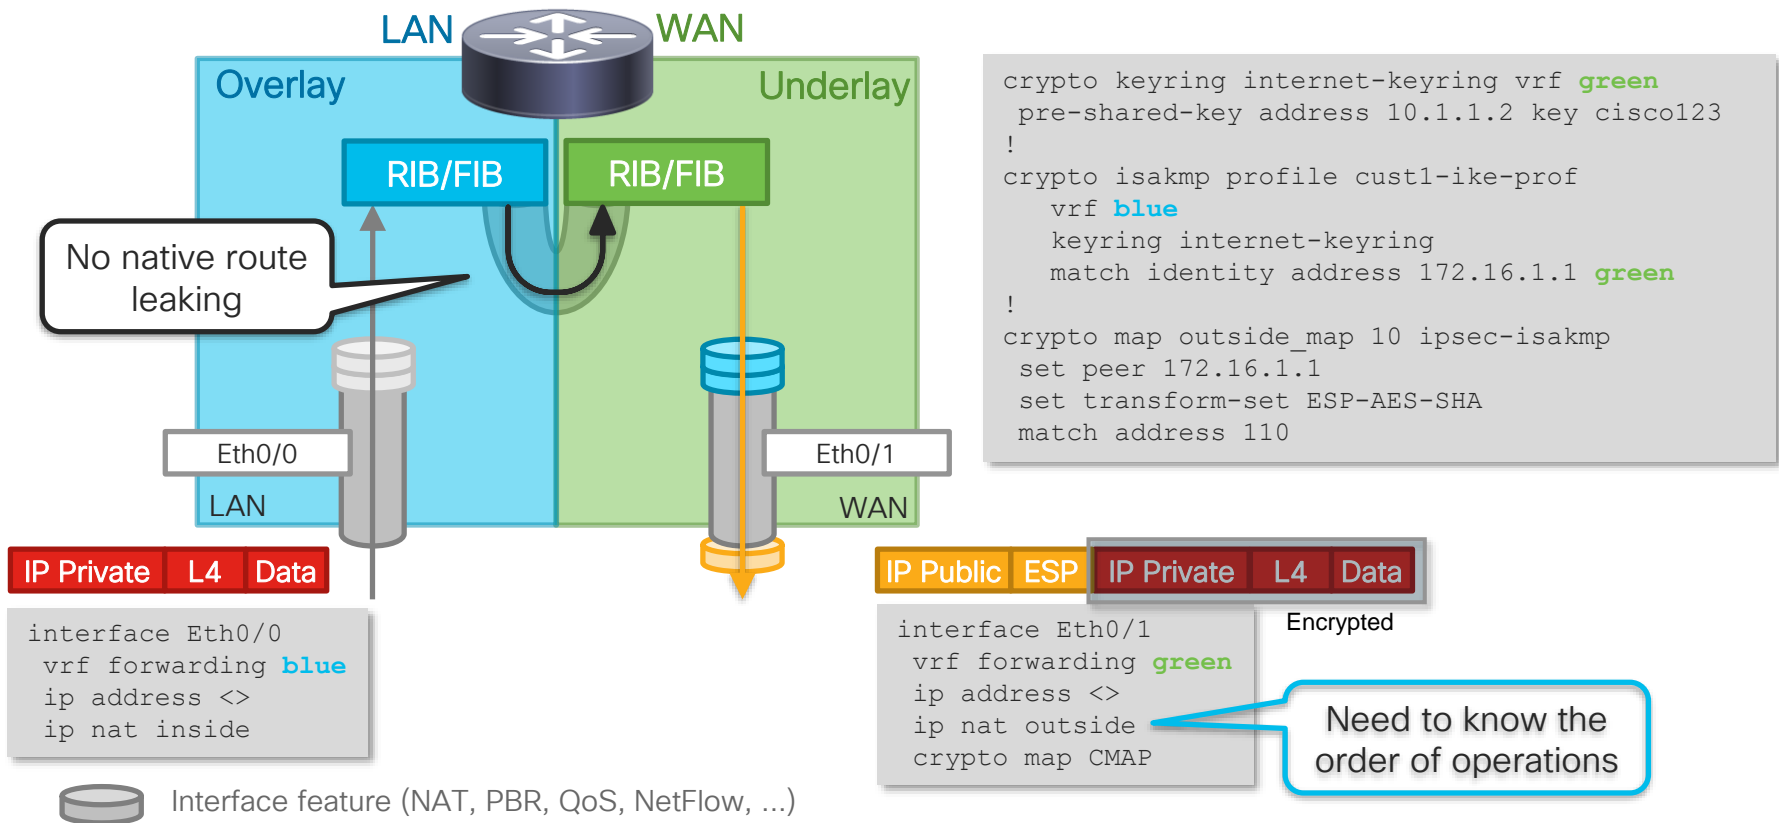 LAN
WAN
Overlay
Underlay
RIB/FIB
RIB/FIB
No native route
leaking
Eth0/0
Eth0/1
LAN
WAN
crypto keyring internet-keyring vrf green
 pre-shared-key address 10.1.1.2 key cisco123
!
crypto isakmp profile cust1-ike-prof
   vrf blue
   keyring internet-keyring
   match identity address 172.16.1.1 green
!
crypto map outside_map 10 ipsec-isakmp
 set peer 172.16.1.1
 set transform-set ESP-AES-SHA
 match address 110
IP Private L4 Data
IP Public ESP IP Private L4 Data
Encrypted
interface Eth0/0
 vrf forwarding blue
 ip address <>
 ip nat inside
interface Eth0/1
 vrf forwarding green
 ip address <>
 ip nat outside
 crypto map CMAP
Need to know the
order of operations
Interface feature (NAT, PBR, QoS, NetFlow, ...)